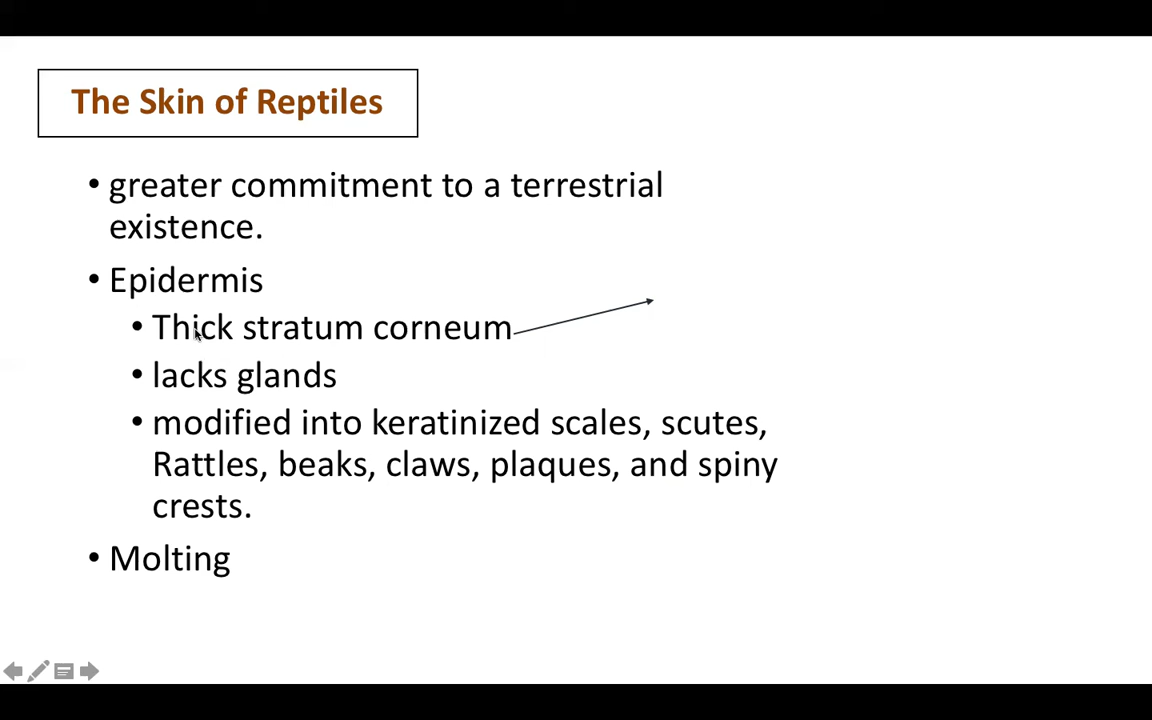 The Skin of Reptiles
• greater commitment to a terrestrial
existence.
• Epidermis
• Thick stratum corneum
• lacks glands
• modified into keratinized scales, scutes,
Rattles, beaks, claws, plaques, and spiny
crests.
• Molting